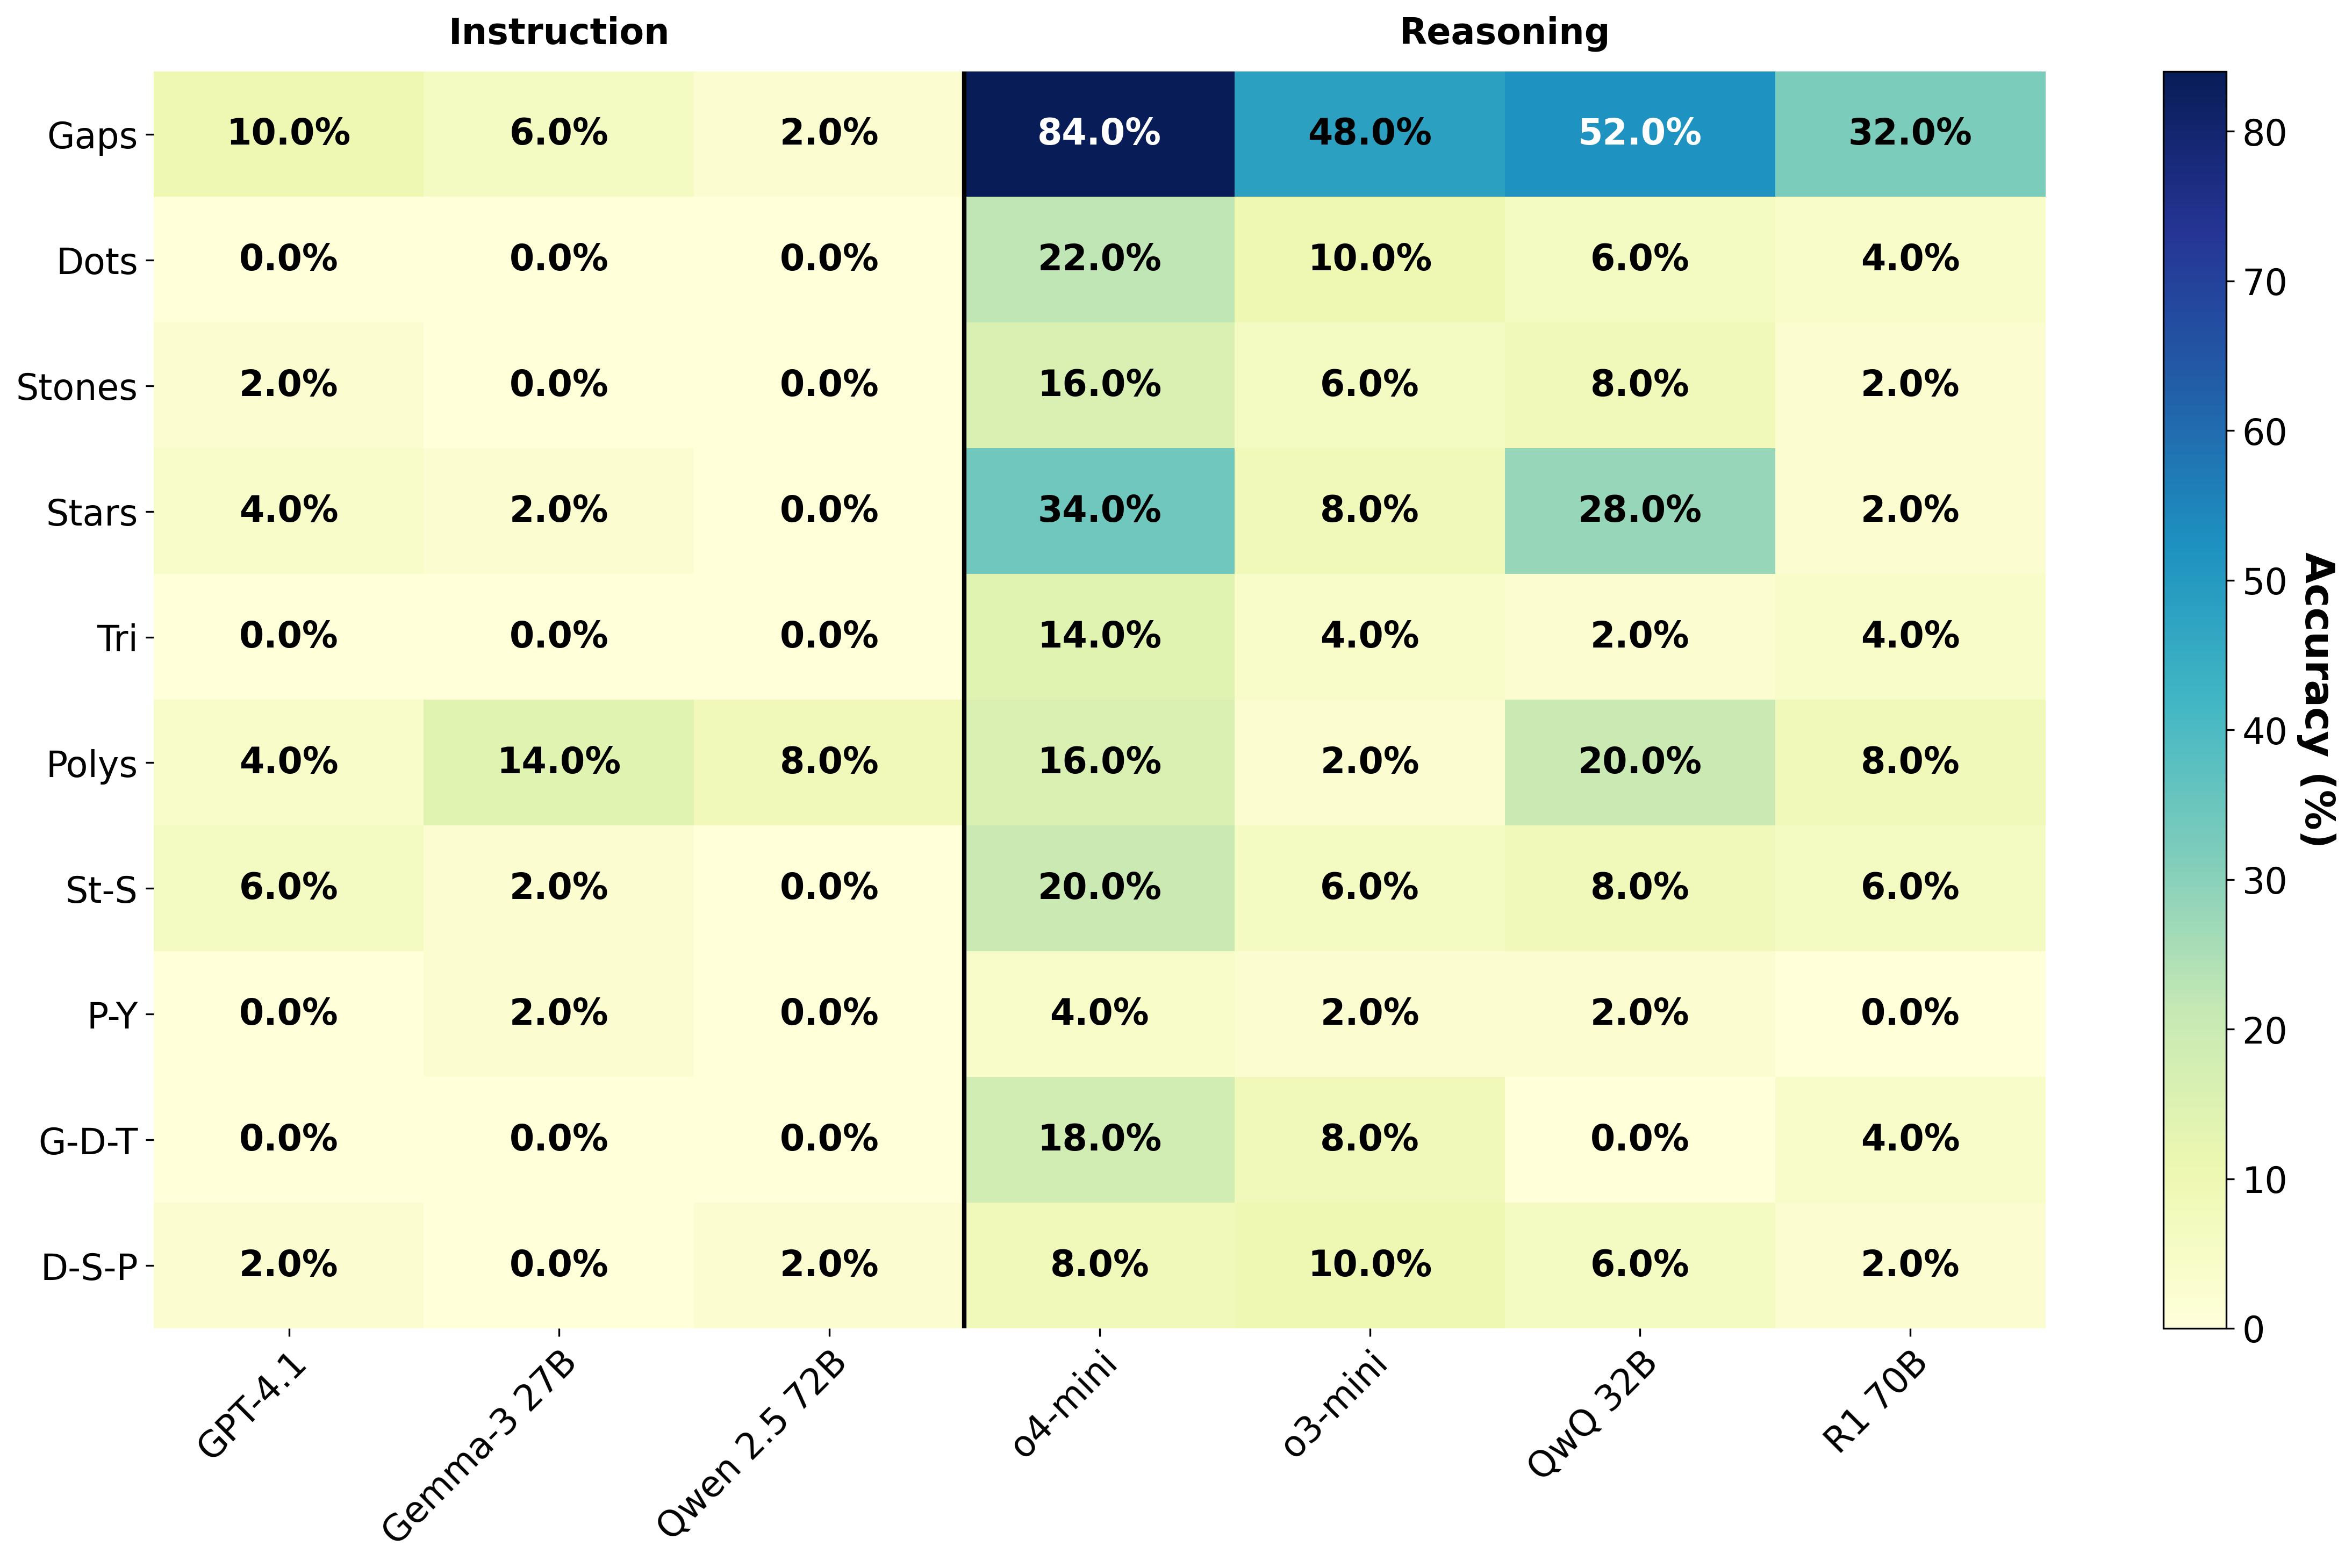 Instruction Reasoning
Gaps 10.0% 6.0% 2.0% 84.0% 48.0% 52.0% 32.0%
Dots 0.0% 0.0% 0.0% 22.0% 10.0% 6.0% 4.0%
Stones 2.0% 0.0% 0.0% 16.0% 6.0% 8.0% 2.0%
Stars 4.0% 2.0% 0.0% 34.0% 8.0% 28.0% 2.0%
Tri 0.0% 0.0% 0.0% 14.0% 4.0% 2.0% 4.0%
Polys 4.0% 14.0% 8.0% 16.0% 2.0% 20.0% 8.0%
St-S 6.0% 2.0% 0.0% 20.0% 6.0% 8.0% 6.0%
P-Y 0.0% 2.0% 0.0% 4.0% 2.0% 2.0% 0.0%
G-D-T 0.0% 0.0% 0.0% 18.0% 8.0% 0.0% 4.0%
D-S-P 2.0% 0.0% 2.0% 8.0% 10.0% 6.0% 2.0%
GPT-4.1 Gemma-3 27B Qwen 2.5 72B o4-mini o3-mini QwQ 32B R1 70B
80
70
60
50
40
30
20
10
0
Accuracy (%)